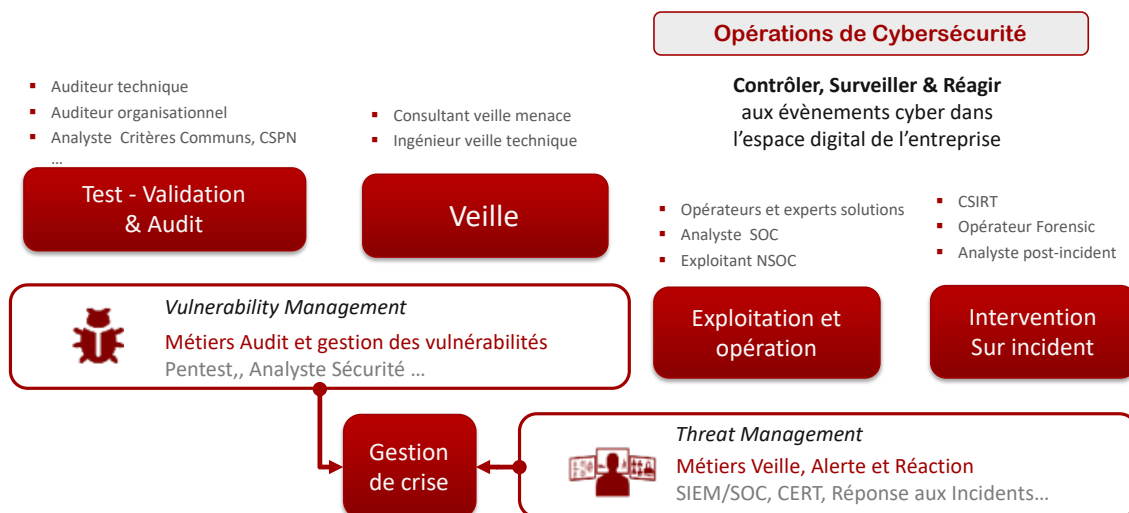 Opérations de Cybersécurité
Contrôler, Surveiller & Réagir
aux évènements cyber dans
l'espace digital de l'entreprise
▪ Auditeur technique
▪ Auditeur organisationnel
▪ Analyste Critères Communs, CSPN
…
Test - Validation
& Audit
▪ Consultant veille menace
▪ Ingénieur veille technique
Veille
▪ Opérateurs et experts solutions
▪ Analyste SOC
▪ Exploitant NSOC
Exploitation et
opération
▪ CSIRT
▪ Opérateur Forensic
▪ Analyste post-incident
Intervention
Sur incident
Vulnerability Management
Métiers Audit et gestion des vulnérabilités
Pentest,, Analyste Sécurité …
Gestion
de crise
Threat Management
Métiers Veille, Alerte et Réaction
SIEM/SOC, CERT, Réponse aux Incidents…